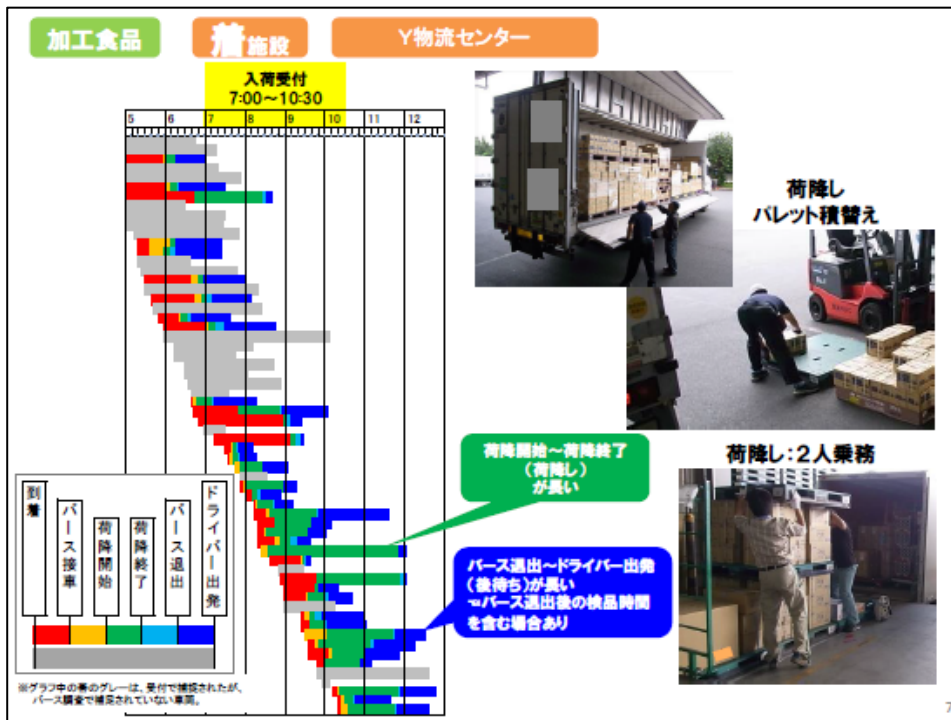 加工食品
着施設
Y物流センター
入荷受付
7:00~10:30
5 6 7 8 9 10 11 12
荷降し
パレット積替え
荷降し:2人乗務
荷降開始~荷降終了
(荷降し)
が長い
バース退出~ドライバー出発
(後待ち)が長い
☜バース退出後の検品時間
を含む場合あり
到着
バース接車
荷降開始
荷降終了
バース退出
ドライバー出発
※グラフ中の帯のグレーは、受付で捕捉されたが、
バース調査で補足されていない車両。
7